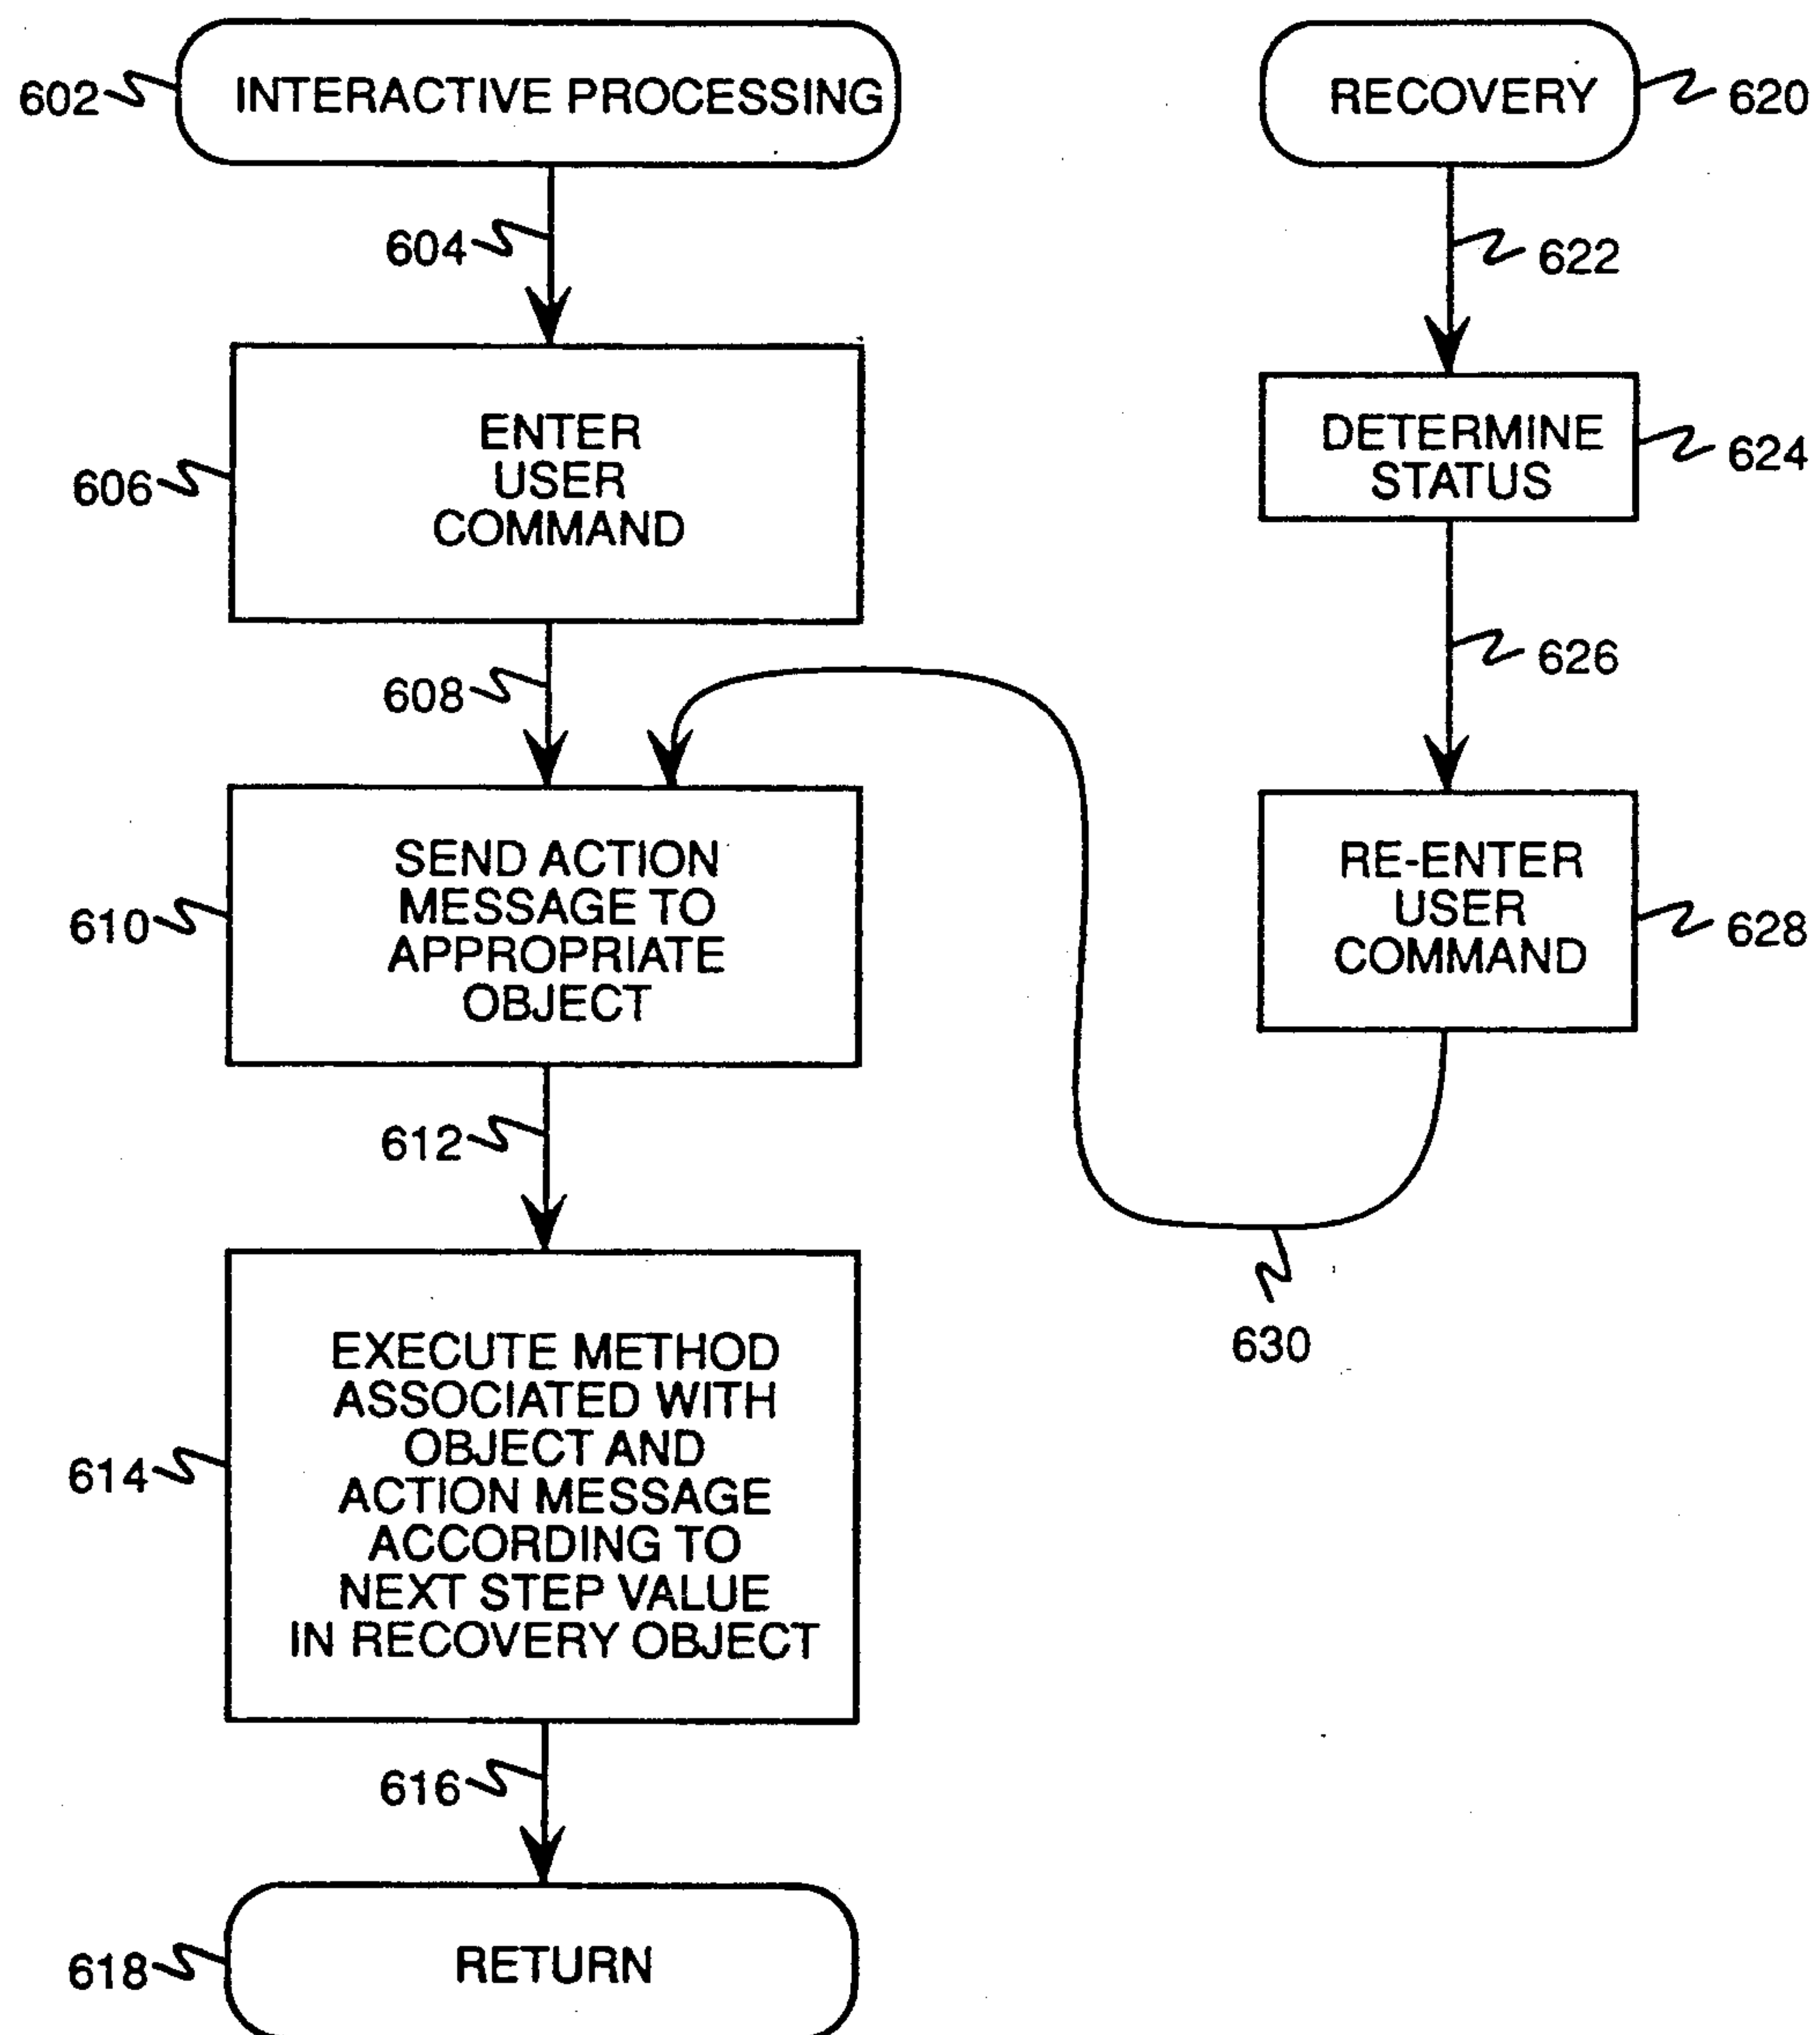 602
INTERACTIVE PROCESSING
604
606
ENTER
USER
COMMAND
608
610
SEND ACTION
MESSAGE TO
APPROPRIATE
OBJECT
612
614
EXECUTE METHOD
ASSOCIATED WITH
OBJECT AND
ACTION MESSAGE
ACCORDING TO
NEXT STEP VALUE
IN RECOVERY OBJECT
616
618
RETURN
RECOVERY
620
622
DETERMINE
STATUS
624
626
RE-ENTER
USER
COMMAND
628
630